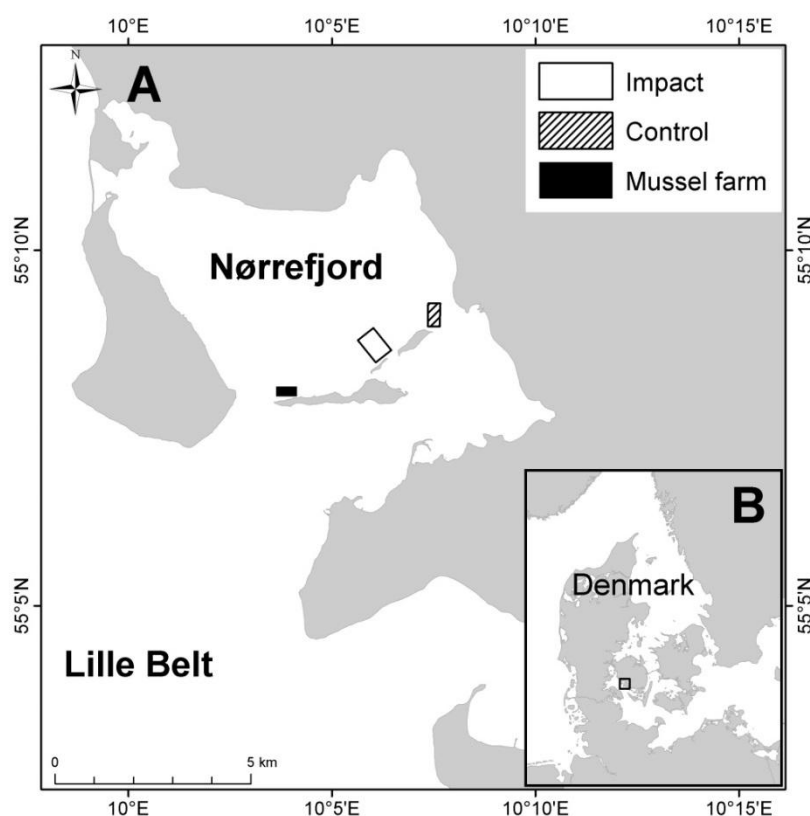 10°E
10°5'E
10°10'E
10°15'E
N
A
Impact
Control
Mussel farm
55°10'N
55°10'N
Nørrefjord
B
Denmark
55°5'N
55°5'N
Lille Belt
0
5 km
10°E
10°5'E
10°10'E
10°15'E